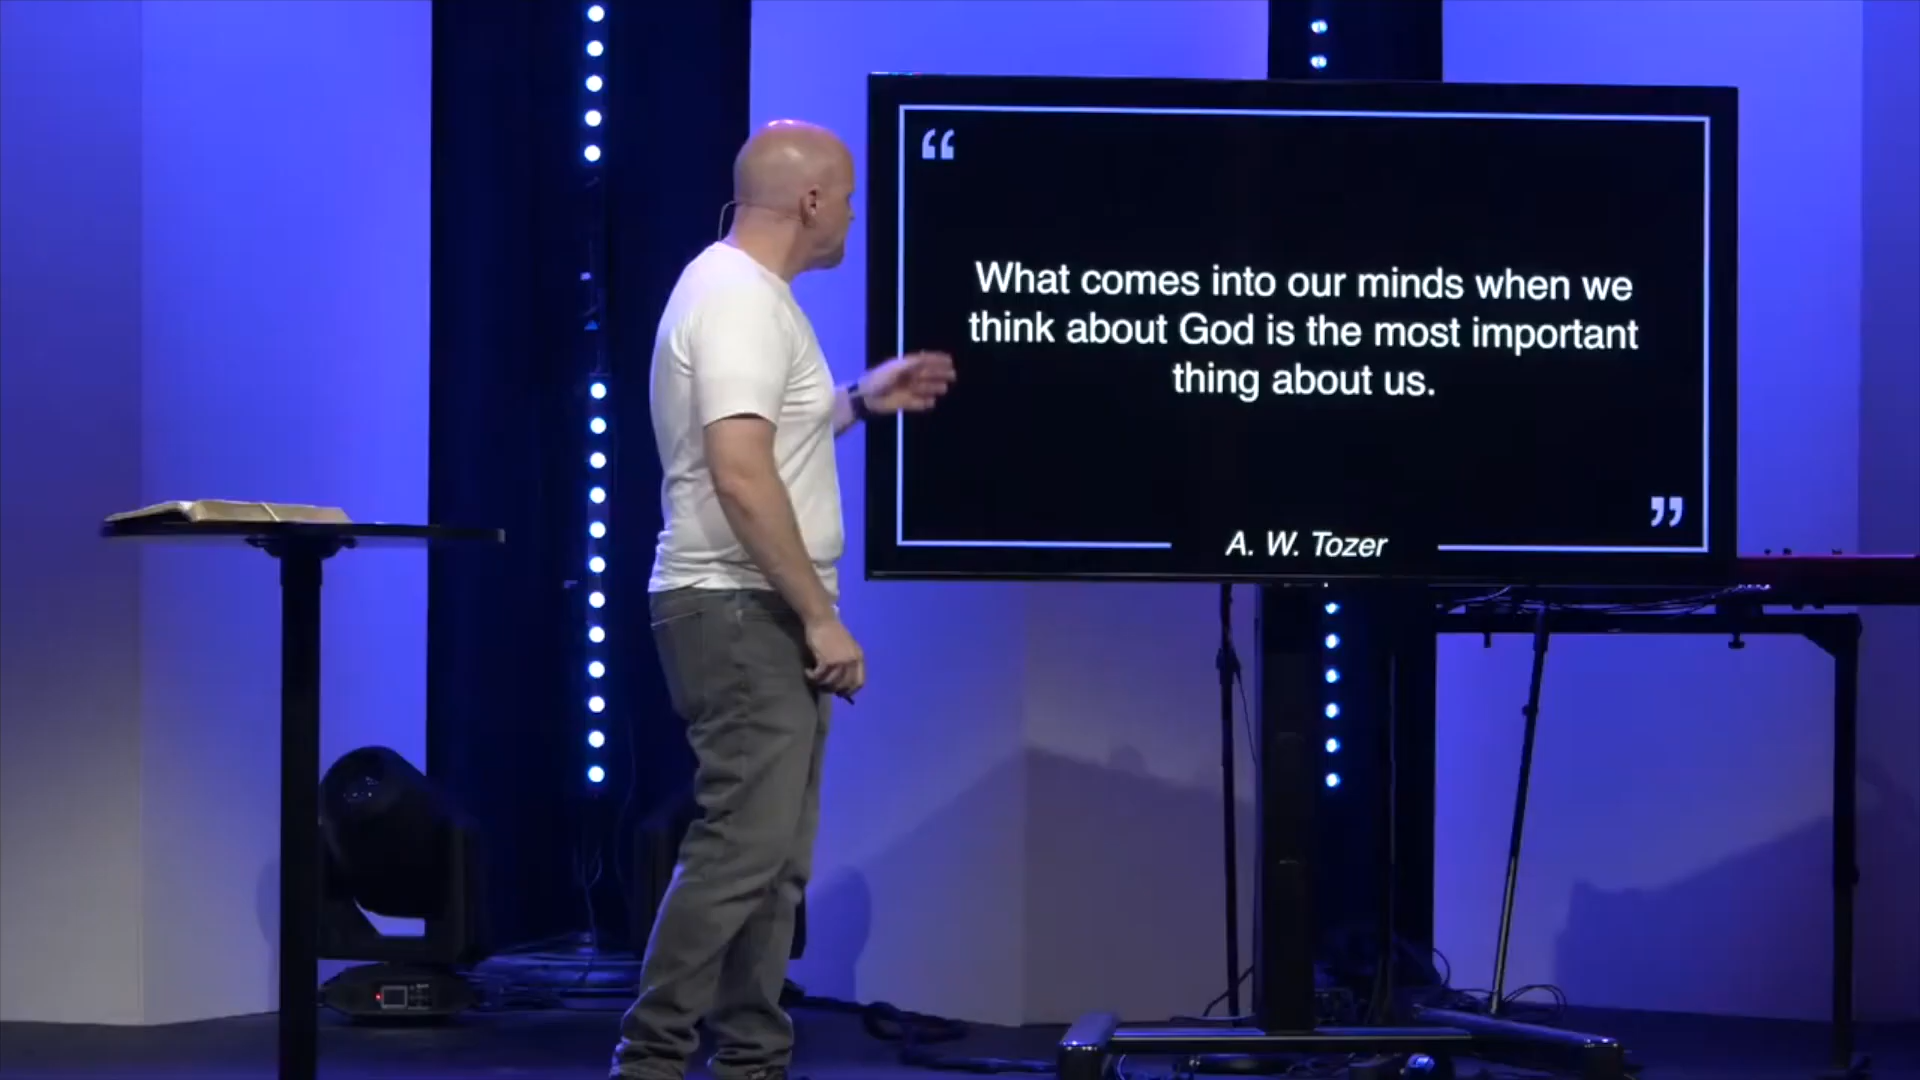 “
What comes into our minds when we
think about God is the most important
thing about us.
”
A. W. Tozer